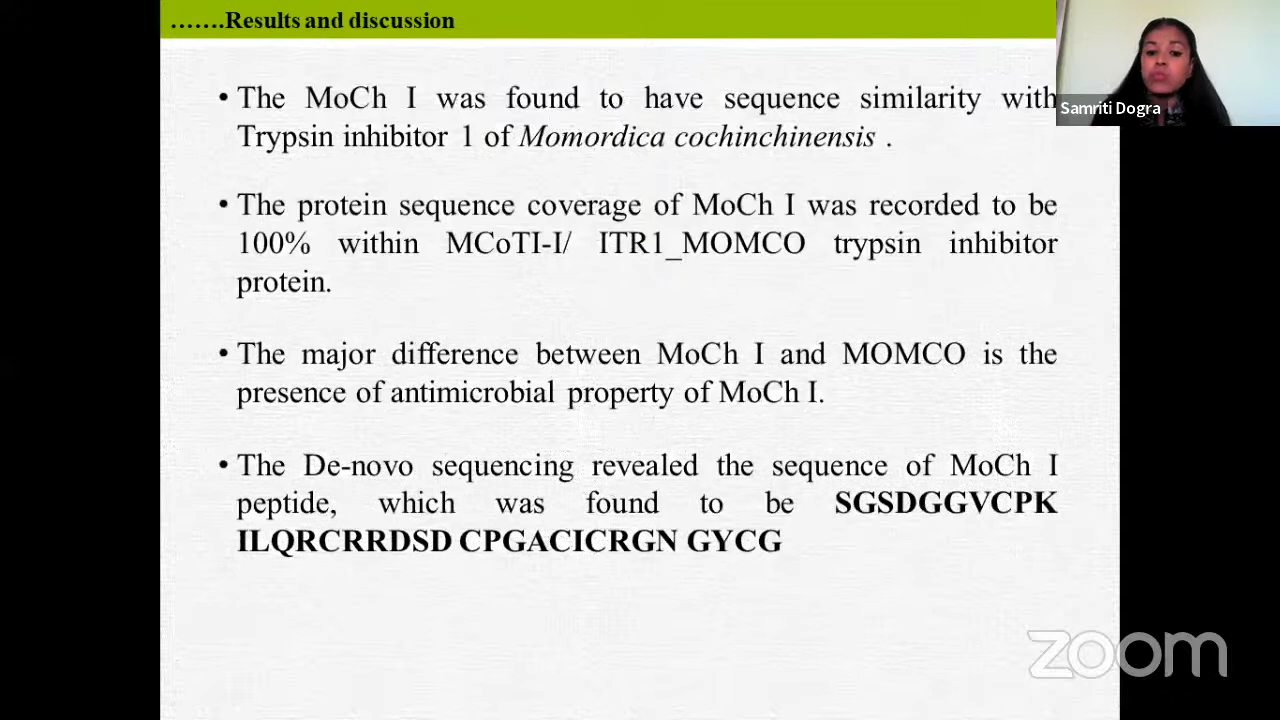 …….Results and discussion
• The MoCh I was found to have sequence similarity with
Trypsin inhibitor 1 of Momordica cochinchinensis .
• The protein sequence coverage of MoCh I was recorded to be
100% within MCoTI-I/ ITR1_MOMCO trypsin inhibitor
protein.
• The major difference between MoCh I and MOMCO is the
presence of antimicrobial property of MoCh I.
• The De-novo sequencing revealed the sequence of MoCh I
peptide, which was found to be SGSDGGVCPK
ILQRCRRDSD CPGACICRGN GYCG
Samriti Dogra
zoom